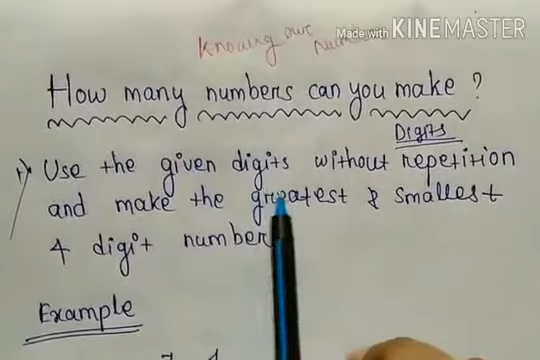 Made with KINEMASTER
Knowing our Numbers
How many numbers can you make ?
Digits
1) Use the given digits without repetition
and make the greatest & smallest
4 digit number
Example